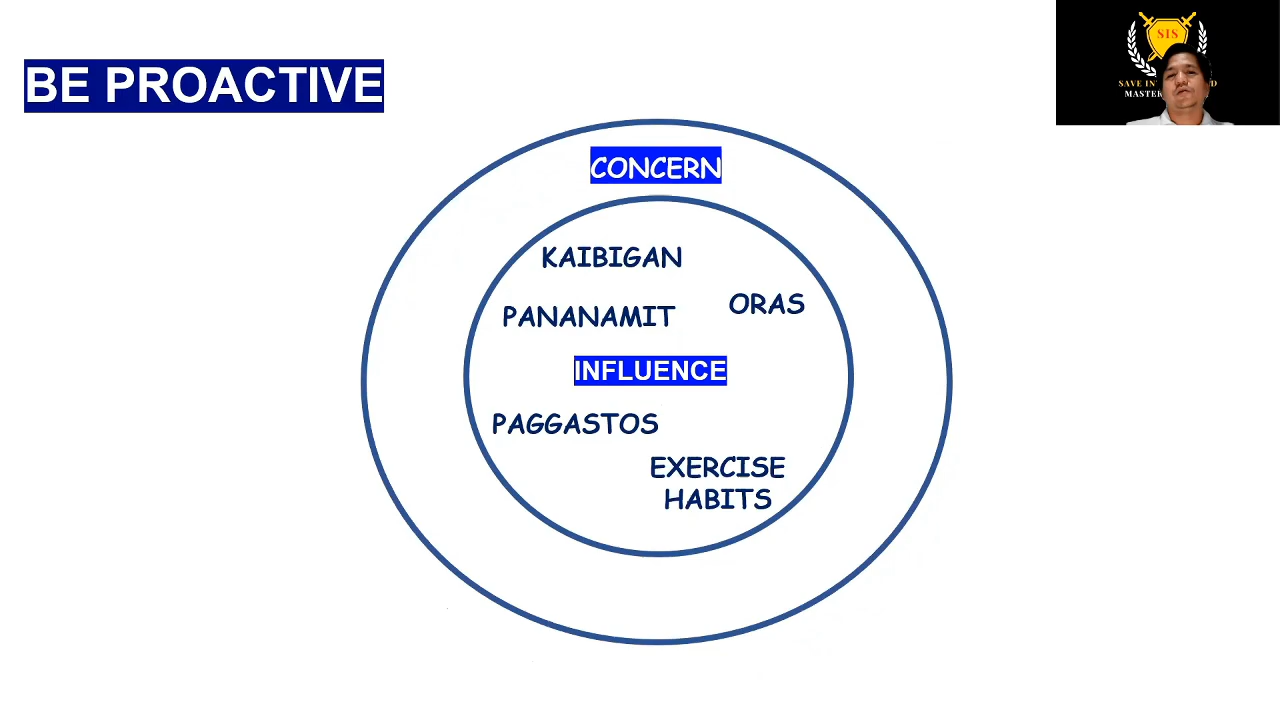 BE PROACTIVE
SIS
CONCERN
KAIBIGAN
ORAS
PANANAMIT
INFLUENCE
PAGGASTOS
EXERCISE
HABITS